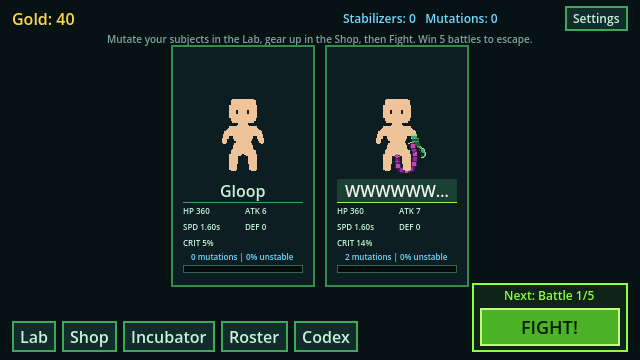 Gold: 40
Stabilizers: 0 Mutations: 0
Settings
Mutate your subjects in the Lab, gear up in the Shop, then Fight. Win 5 battles to escape.
Gloop
HP 360 ATK 6
SPD 1.60s DEF 0
CRIT 5%
0 mutations | 0% unstable
WWWWWW...
HP 360 ATK 7
SPD 1.60s DEF 0
CRIT 14%
2 mutations | 0% unstable
Next: Battle 1/5
FIGHT!
Lab
Shop
Incubator
Roster
Codex